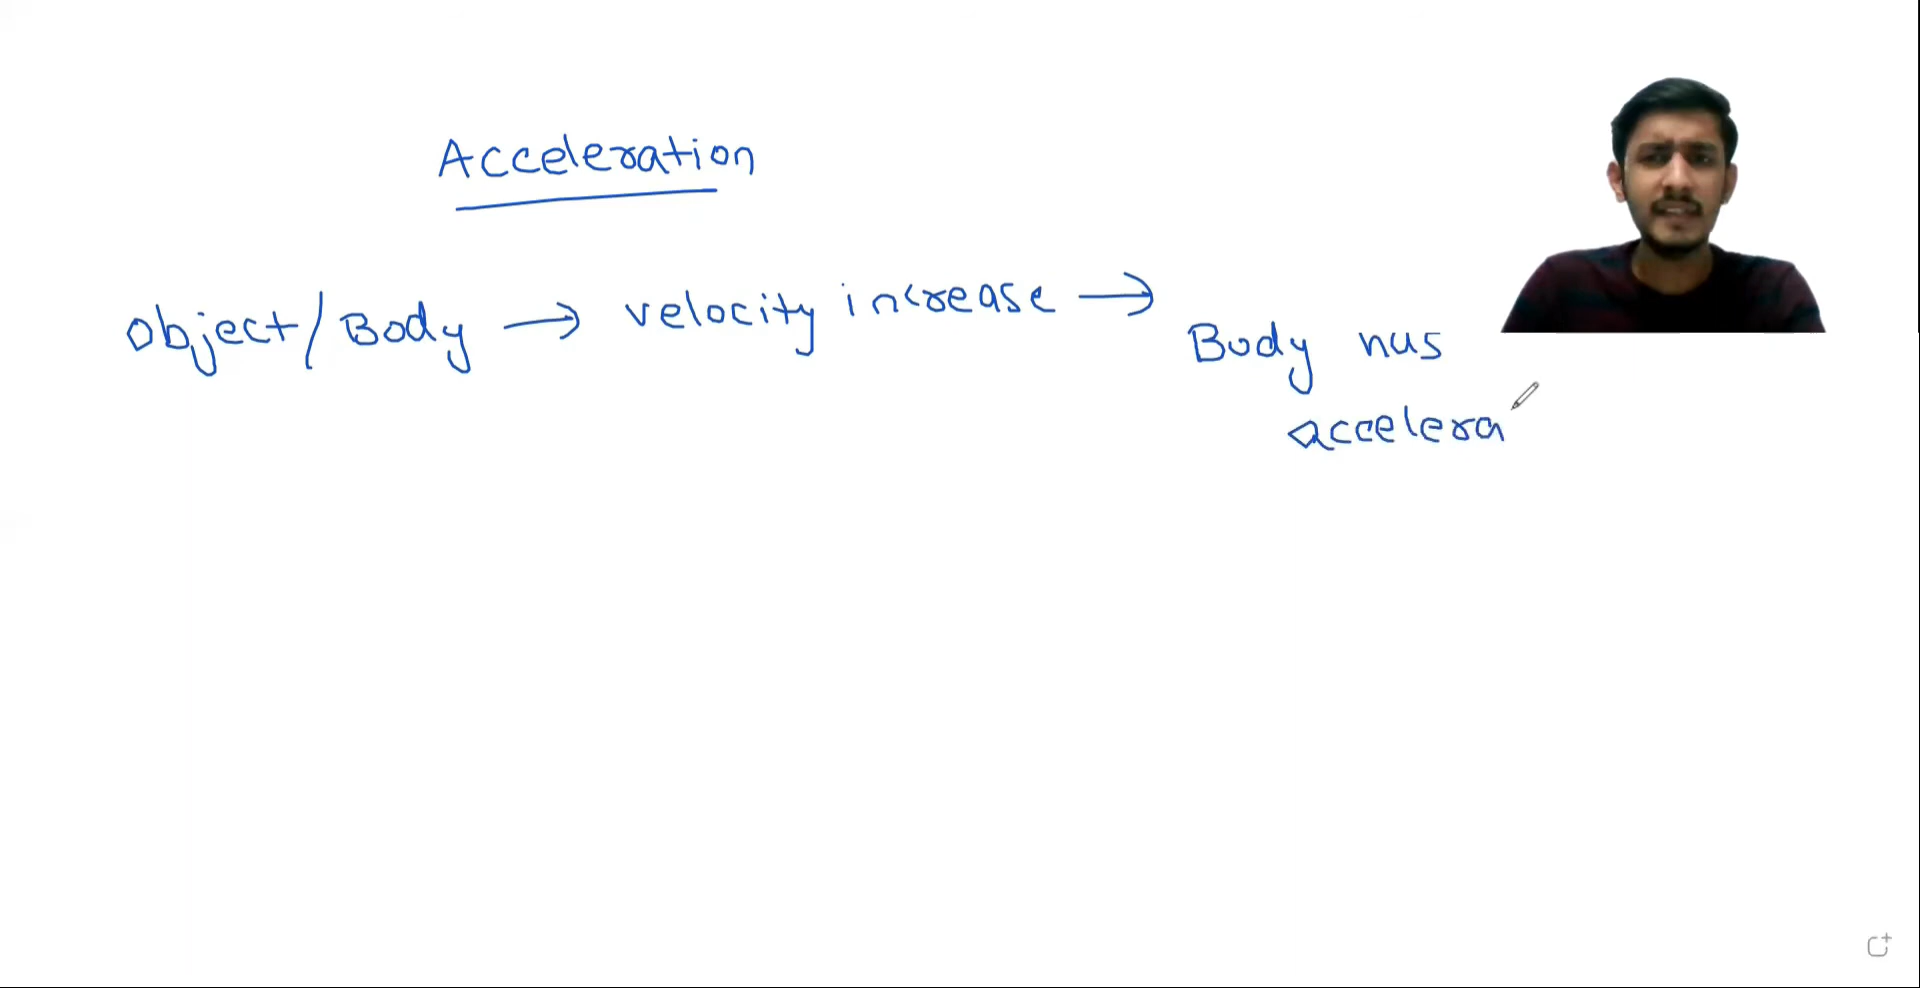 Acceleration
Object/Body → velocity increase →
Body has
accelera